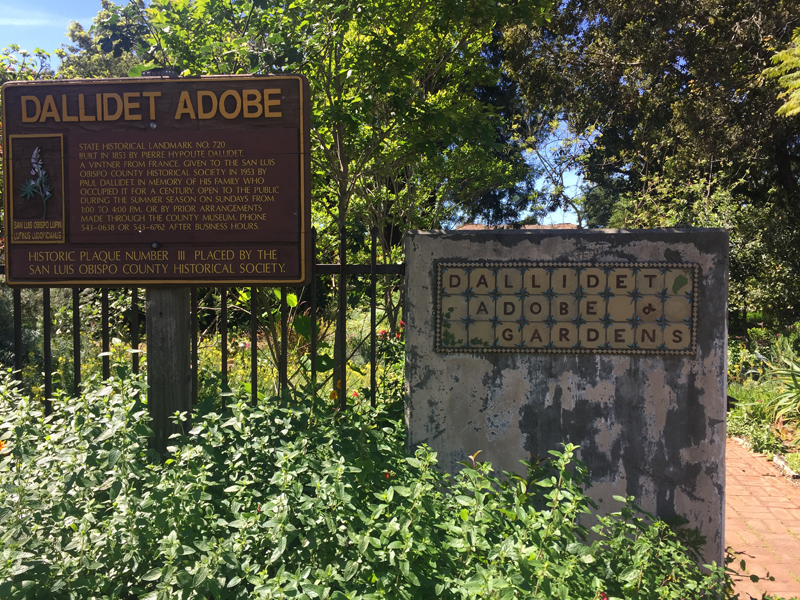 DALLIDET ADOBE
STATE HISTORICAL LANDMARK NO. 720
BUILT IN 1853 BY PIERRE HYPOLITE DALLIDET,
A VINTNER FROM FRANCE. GIVEN TO THE SAN LUIS
OBISPO COUNTY HISTORICAL SOCIETY IN 1953 BY
PAUL DALLIDET, IN MEMORY OF HIS FAMILY WHO
OCCUPIED IT FOR A CENTURY. OPEN TO THE PUBLIC
DURING THE SUMMER SEASON ON SUNDAYS FROM
1:00 TO 4:00 P.M. OR BY PRIOR ARRANGEMENTS
MADE THROUGH THE COUNTY MUSEUM. PHONE
543-0638 OR 543-6762 AFTER BUSINESS HOURS.
SAN LUIS OBISPO LUPIN
LUPINUS LUDOVICIANUS
HISTORIC PLAQUE NUMBER III PLACED BY THE
SAN LUIS OBISPO COUNTY HISTORICAL SOCIETY.
DALLIDET
ADOBE &
GARDENS